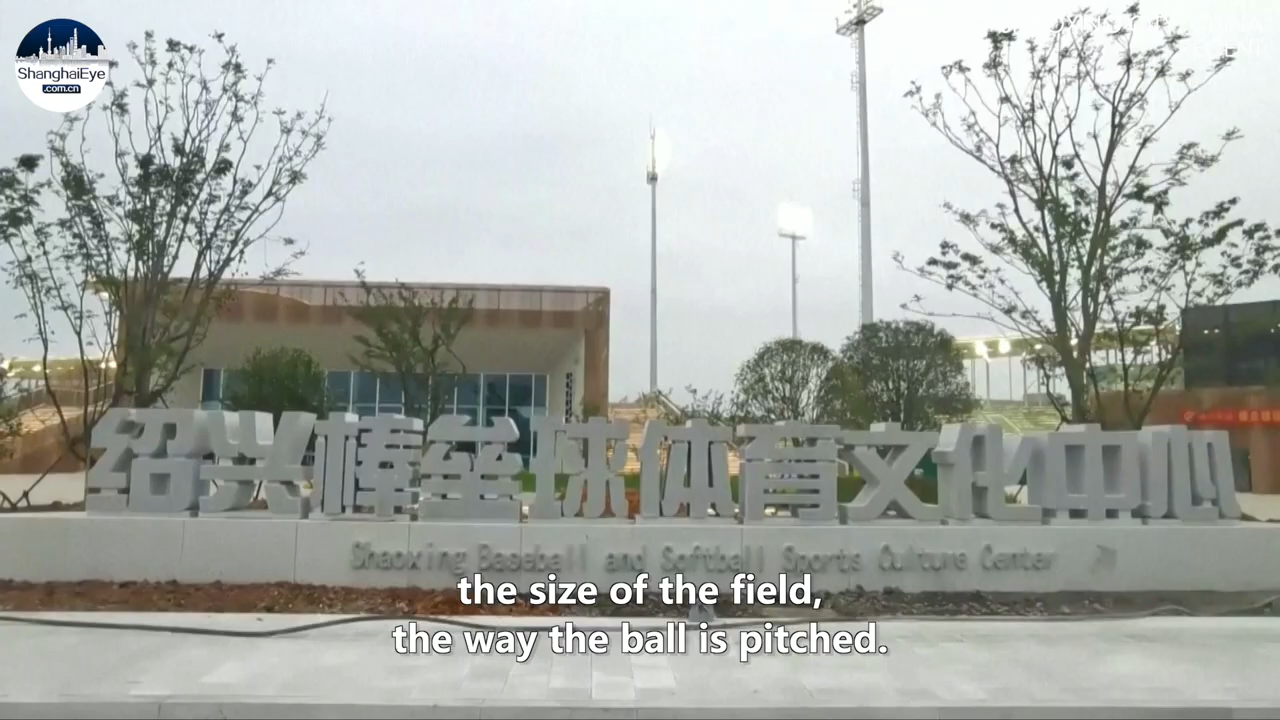 ShanghaiEye
.com.cn
绍兴棒垒球体育文化中心
Shaoxing Baseball and Softball Sports Culture Center
the size of the field,
the way the ball is pitched.